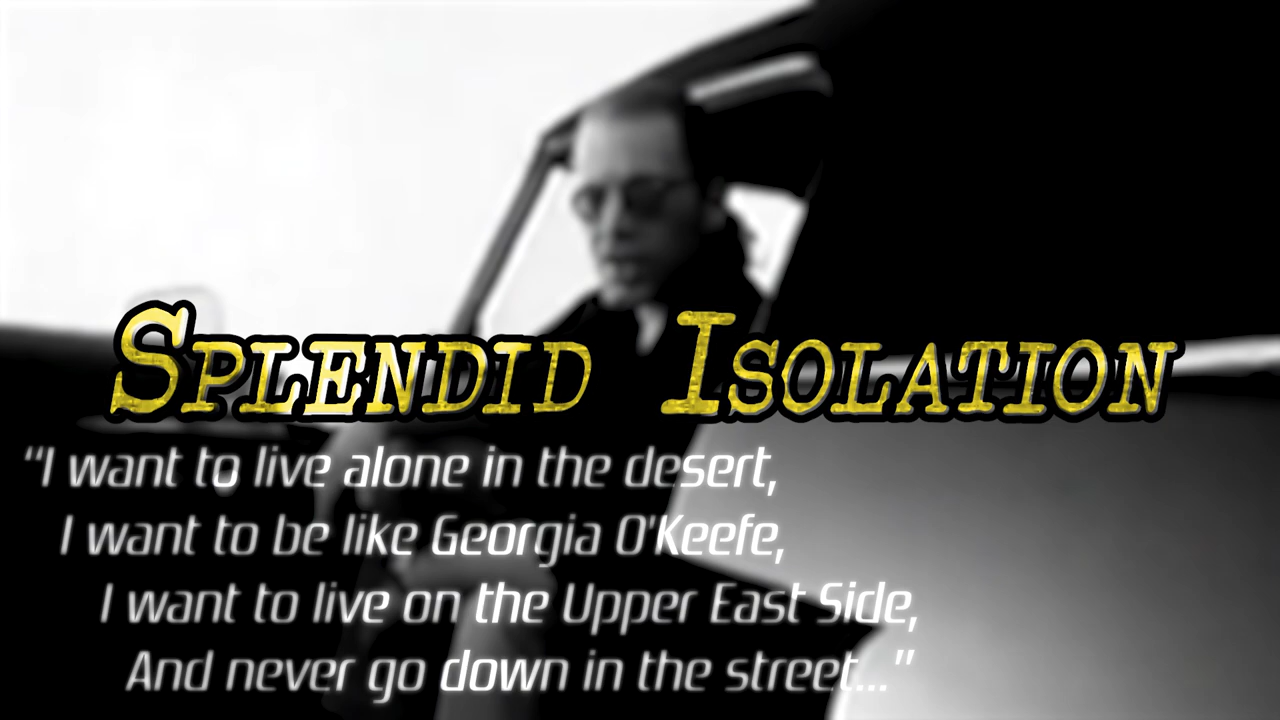 Splendid Isolation
“I want to live alone in the desert,
I want to be like Georgia O'Keefe,
I want to live on the Upper East Side,
And never go down in the street...”